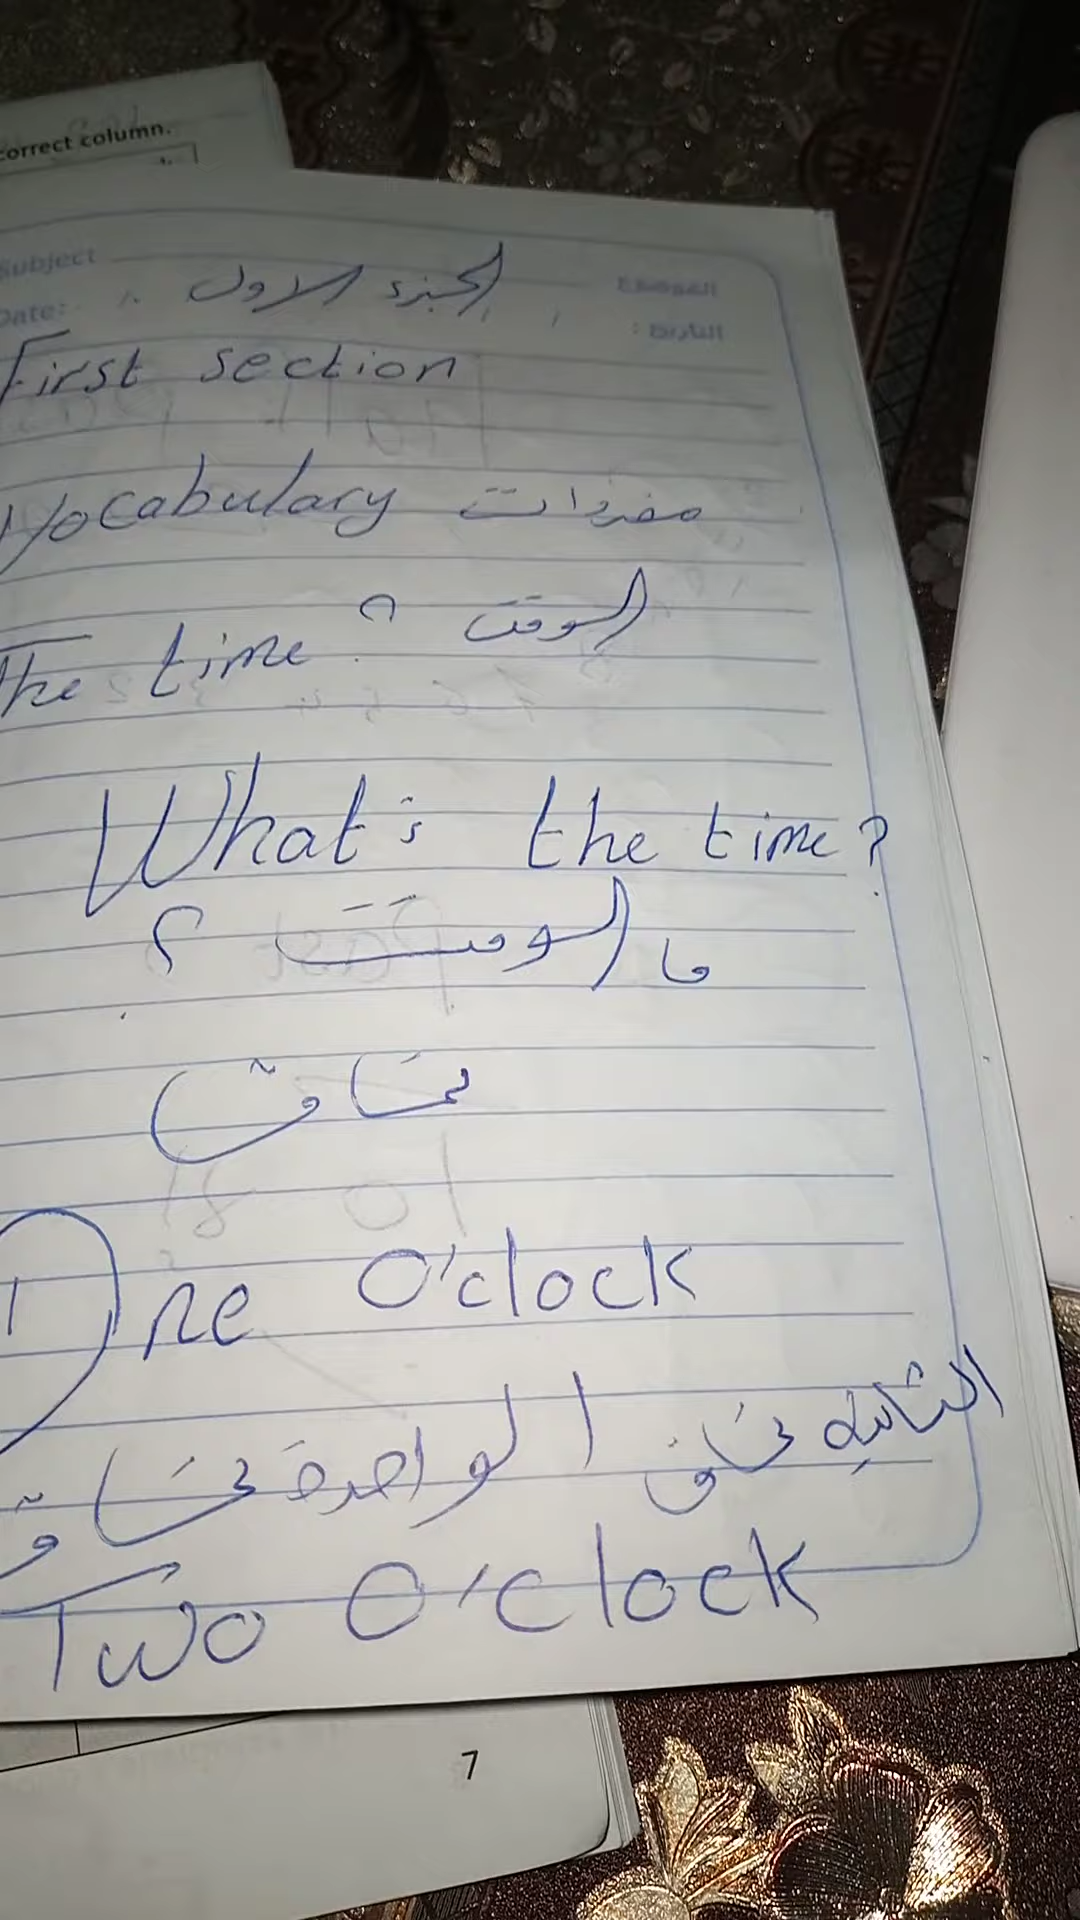 correct column.
Subject
Date:
الجزء الاول
First section
Vocabulary مفردات
The time ? الوقت
What's the time?
ما الوقت ؟
One O'clock
الواحدة
الثانية
Two O'clock
7